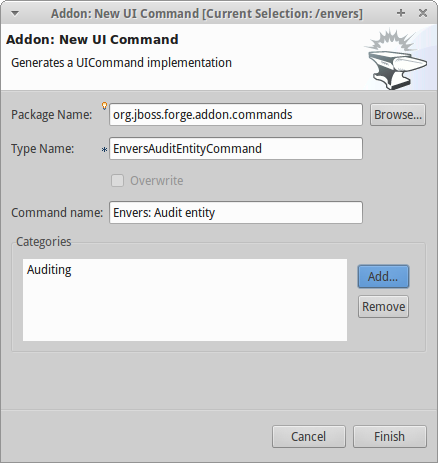 Addon: New UI Command [Current Selection: /envers]
Addon: New UI Command
Generates a UICommand implementation
Package Name: org.jboss.forge.addon.commands Browse...
Type Name: * EnversAuditEntityCommand
Overwrite
Command name: Envers: Audit entity
Categories
Auditing
Add...
Remove
Cancel Finish